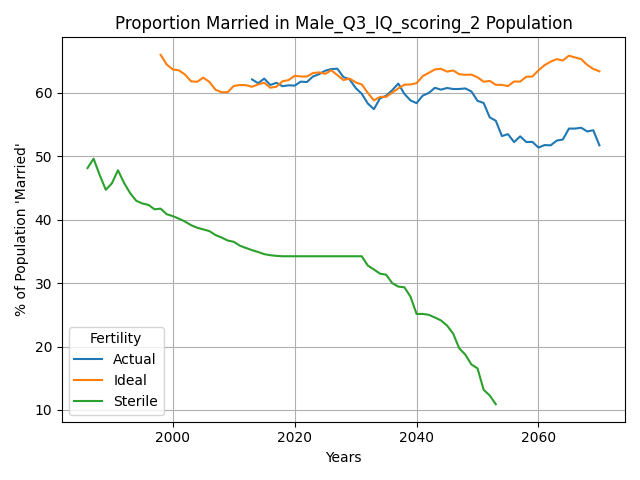 Proportion Married in Male_Q3_IQ_scoring_2 Population
% of Population 'Married'
60
50
40
30
20
10
Fertility
Actual
Ideal
Sterile
2000 2020 2040 2060
Years